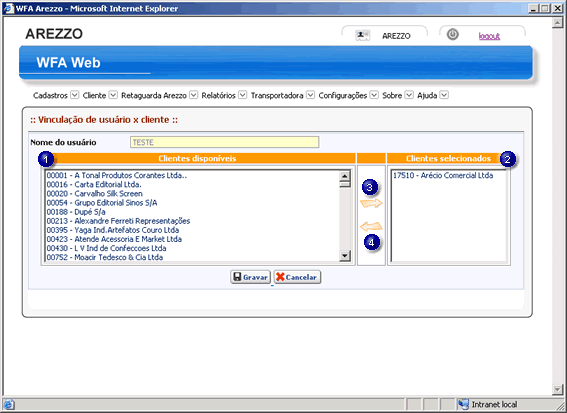 WFA Arezzo - Microsoft Internet Explorer
AREZZO
AREZZO
logout
WFA Web
Cadastros Cliente Retaguarda Arezzo Relatórios Transportadora Configurações Sobre Ajuda
:: Vinculação de usuário x cliente ::
Nome do usuário TESTE
1 Clientes disponíveis
Clientes selecionados 2
00001 - A Tonal Produtos Corantes Ltda..
00016 - Carta Editorial Ltda.
00020 - Carvalho Silk Screen
00054 - Grupo Editorial Sinos S/A
00188 - Dupé S/a
00213 - Alexandre Ferreti Representações
00395 - Yaga Ind.Artefatos Couro Ltda
00423 - Atende Acessoria E Market Ltda
00430 - L V Ind de Confeccoes Ltda
00752 - Moacir Tedesco & Cia Ltda
3
4
17510 - Arécio Comercial Ltda
Gravar Cancelar
Intranet local